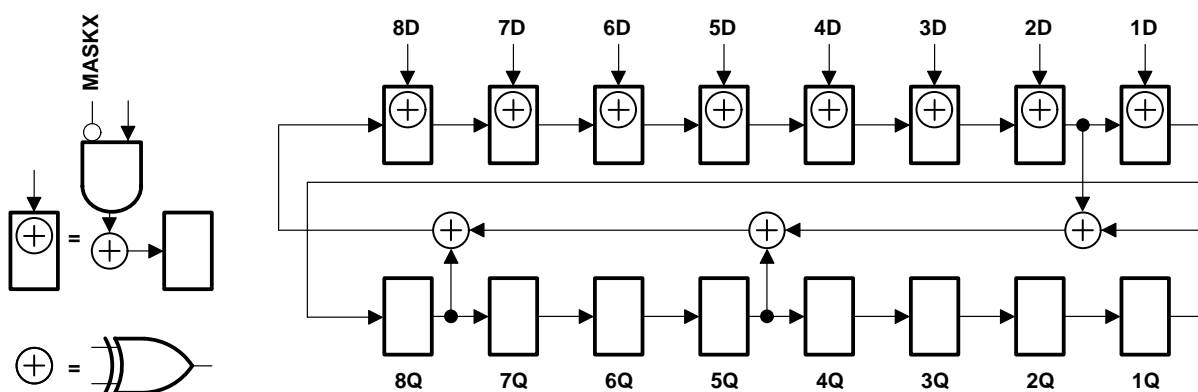 MASKX
=
=
8D 7D 6D 5D 4D 3D 2D 1D
8Q 7Q 6Q 5Q 4Q 3Q 2Q 1Q